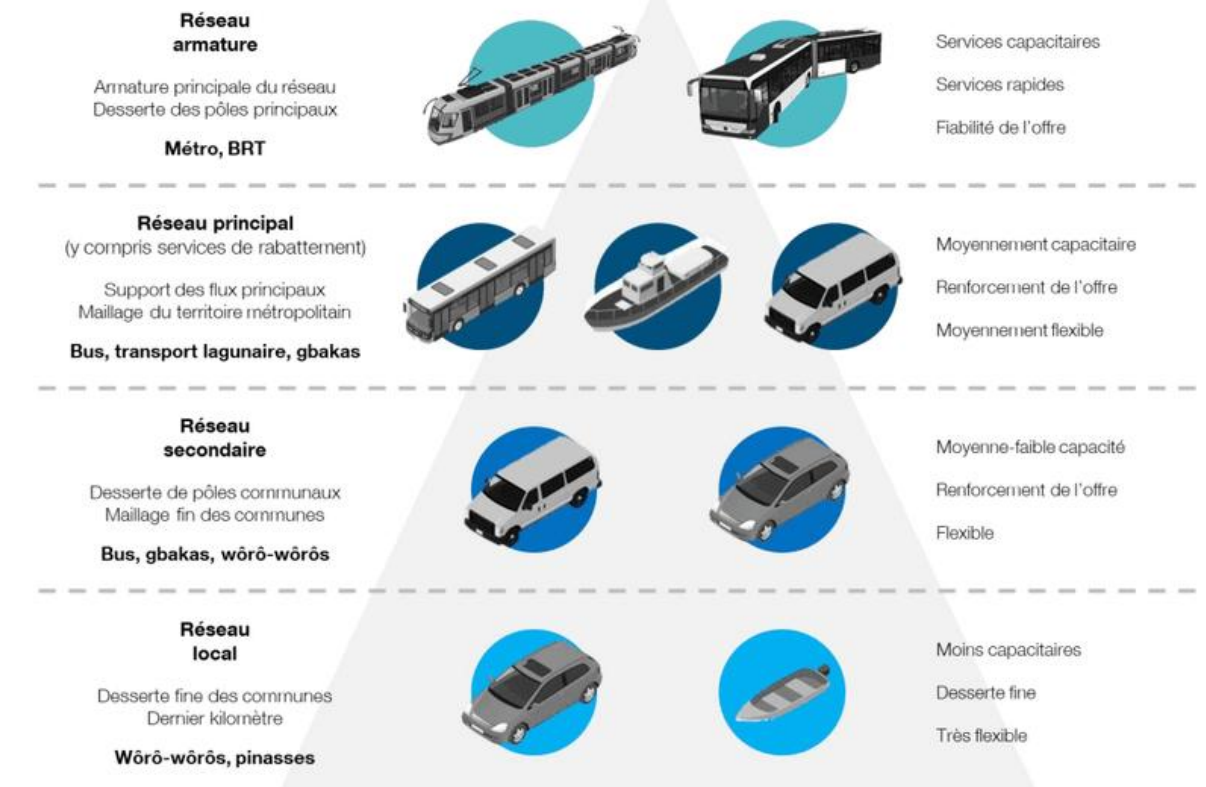 Réseau
armature
Armature principale du réseau
Desserte des pôles principaux
Métro, BRT
Services capacitaires
Services rapides
Fiabilité de l'offre
Réseau principal
(y compris services de rabattement)
Support des flux principaux
Maillage du territoire métropolitain
Bus, transport lagunaire, gbakas
Moyennement capacitaire
Renforcement de l'offre
Moyennement flexible
Réseau
secondaire
Desserte de pôles communaux
Maillage fin des communes
Bus, gbakas, wôrô-wôrôs
Moyenne-faible capacité
Renforcement de l'offre
Flexible
Réseau
local
Desserte fine des communes
Dernier kilomètre
Wôrô-wôrôs, pinasses
Moins capacitaires
Desserte fine
Très flexible